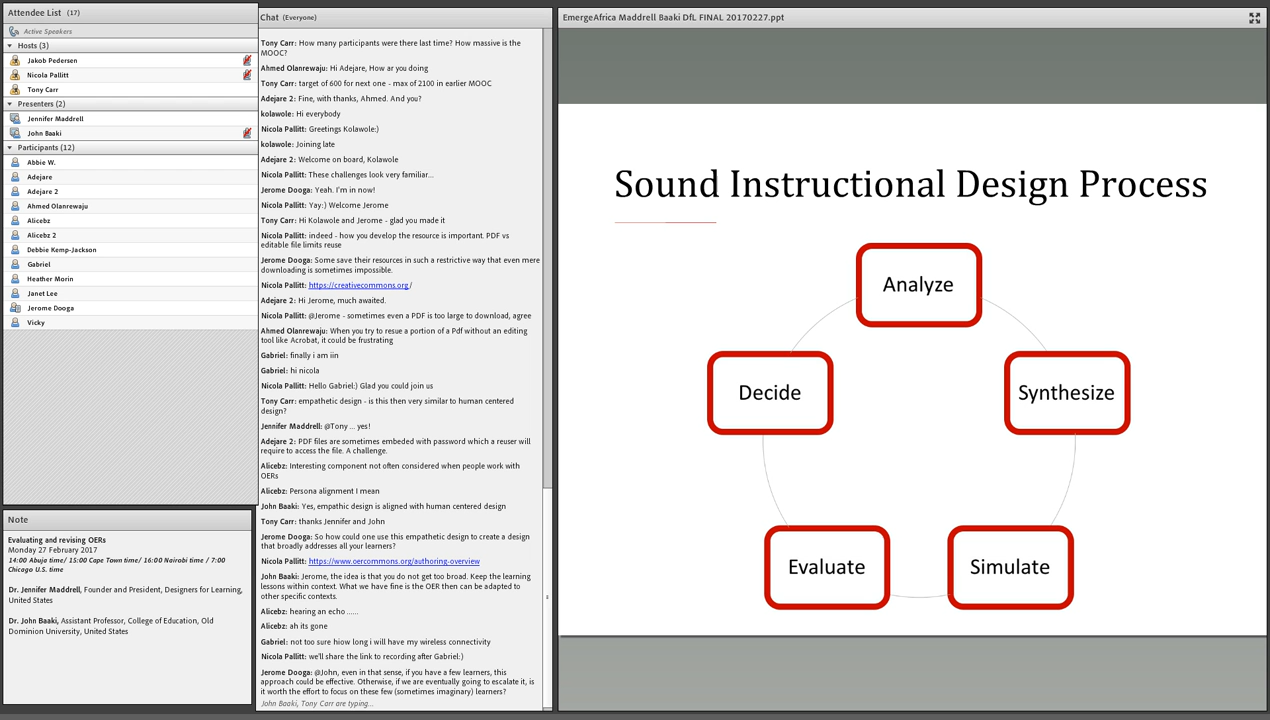 Attendee List (17)
Active Speakers
Hosts (3)
Jakob Pedersen
Nicola Pallitt
Tony Carr
Presenters (2)
Jennifer Maddrell
John Baaki
Participants (12)
Abbie W.
Adejare
Adejare 2
Ahmed Olanrewaju
Alicebz
Alicebz 2
Debbie Kemp-Jackson
Gabriel
Heather Morin
Janet Lee
Jerome Dooga
Vicky
Note
Evaluating and revising OERs
Monday 27 February 2017
14:00 Abuja time/ 15:00 Cape Town time/ 16:00 Nairobi time / 7:00
Chicago U.S. time
Dr. Jennifer Maddrell, Founder and President, Designers for Learning,
United States
Dr. John Baaki, Assistant Professor, College of Education, Old
Dominion University, United States
Chat (Everyone)
Tony Carr: How many participants were there last time? How massive is the
MOOC?
Ahmed Olanrewaju: Hi Adejare, How ar you doing
Tony Carr: target of 600 for next one - max of 2100 in earlier MOOC
Adejare 2: Fine, with thanks, Ahmed. And you?
kolawole: Hi everybody
Nicola Pallitt: Greetings Kolawole:)
kolawole: Joining late
Adejare 2: Welcome on board, Kolawole
Nicola Pallitt: These challenges look very familiar...
Jerome Dooga: Yeah. I'm in now!
Nicola Pallitt: Yay:) Welcome Jerome
Tony Carr: Hi Kolawole and Jerome - glad you made it
Nicola Pallitt: indeed - how you develop the resource is important. PDF vs
editable file limits reuse
Jerome Dooga: Some save their resources in such a restrictive way that even mere
downloading is sometimes impossible.
Nicola Pallitt: https://creativecommons.org/
Adejare 2: Hi Jerome, much awaited.
Nicola Pallitt: @Jerome - sometimes even a PDF is too large to download, agree
Ahmed Olanrewaju: When you try to resue a portion of a Pdf without an editing
tool like Acrobat, it could be frustrating
Gabriel: finally i am iin
Gabriel: hi nicola
Nicola Pallitt: Hello Gabriel:) Glad you could join us
Tony Carr: empathetic design - is this then very similar to human centered
design?
Jennifer Maddrell: @Tony ... yes!
Adejare 2: PDF files are sometimes embeded with password which a reuser will
require to access the file. A challenge.
Alicebz: Interesting component not often considered when people work with
OERs
Alicebz: Persona alignment I mean
John Baaki: Yes, empathic design is aligned with human centered design
Tony Carr: thanks Jennifer and John
Jerome Dooga: So how could one use this empathetic design to create a design
that broadly addresses all your learners?
Nicola Pallitt: https://www.oercommons.org/authoring-overview
John Baaki: Jerome, the idea is that you do not get too broad. Keep the learning
lessons within context. What we have fine is the OER then can be adapted to
other specific contexts.
Alicebz: hearing an echo ......
Alicebz: ah its gone
Gabriel: not too sure hiow long i will have my wireless connectivity
Nicola Pallitt: we'll share the link to recording after Gabriel:)
Jerome Dooga: @John, even in that sense, if you have a few learners, this
approach could be effective. Otherwise, if we are eventually going to escalate it, is
it worth the effort to focus on these few (sometimes imaginary) learners?
John Baaki, Tony Carr are typing...
EmergeAfrica Maddrell Baaki DfL FINAL 20170227.ppt
Sound Instructional Design Process
Analyze
Decide
Synthesize
Evaluate
Simulate